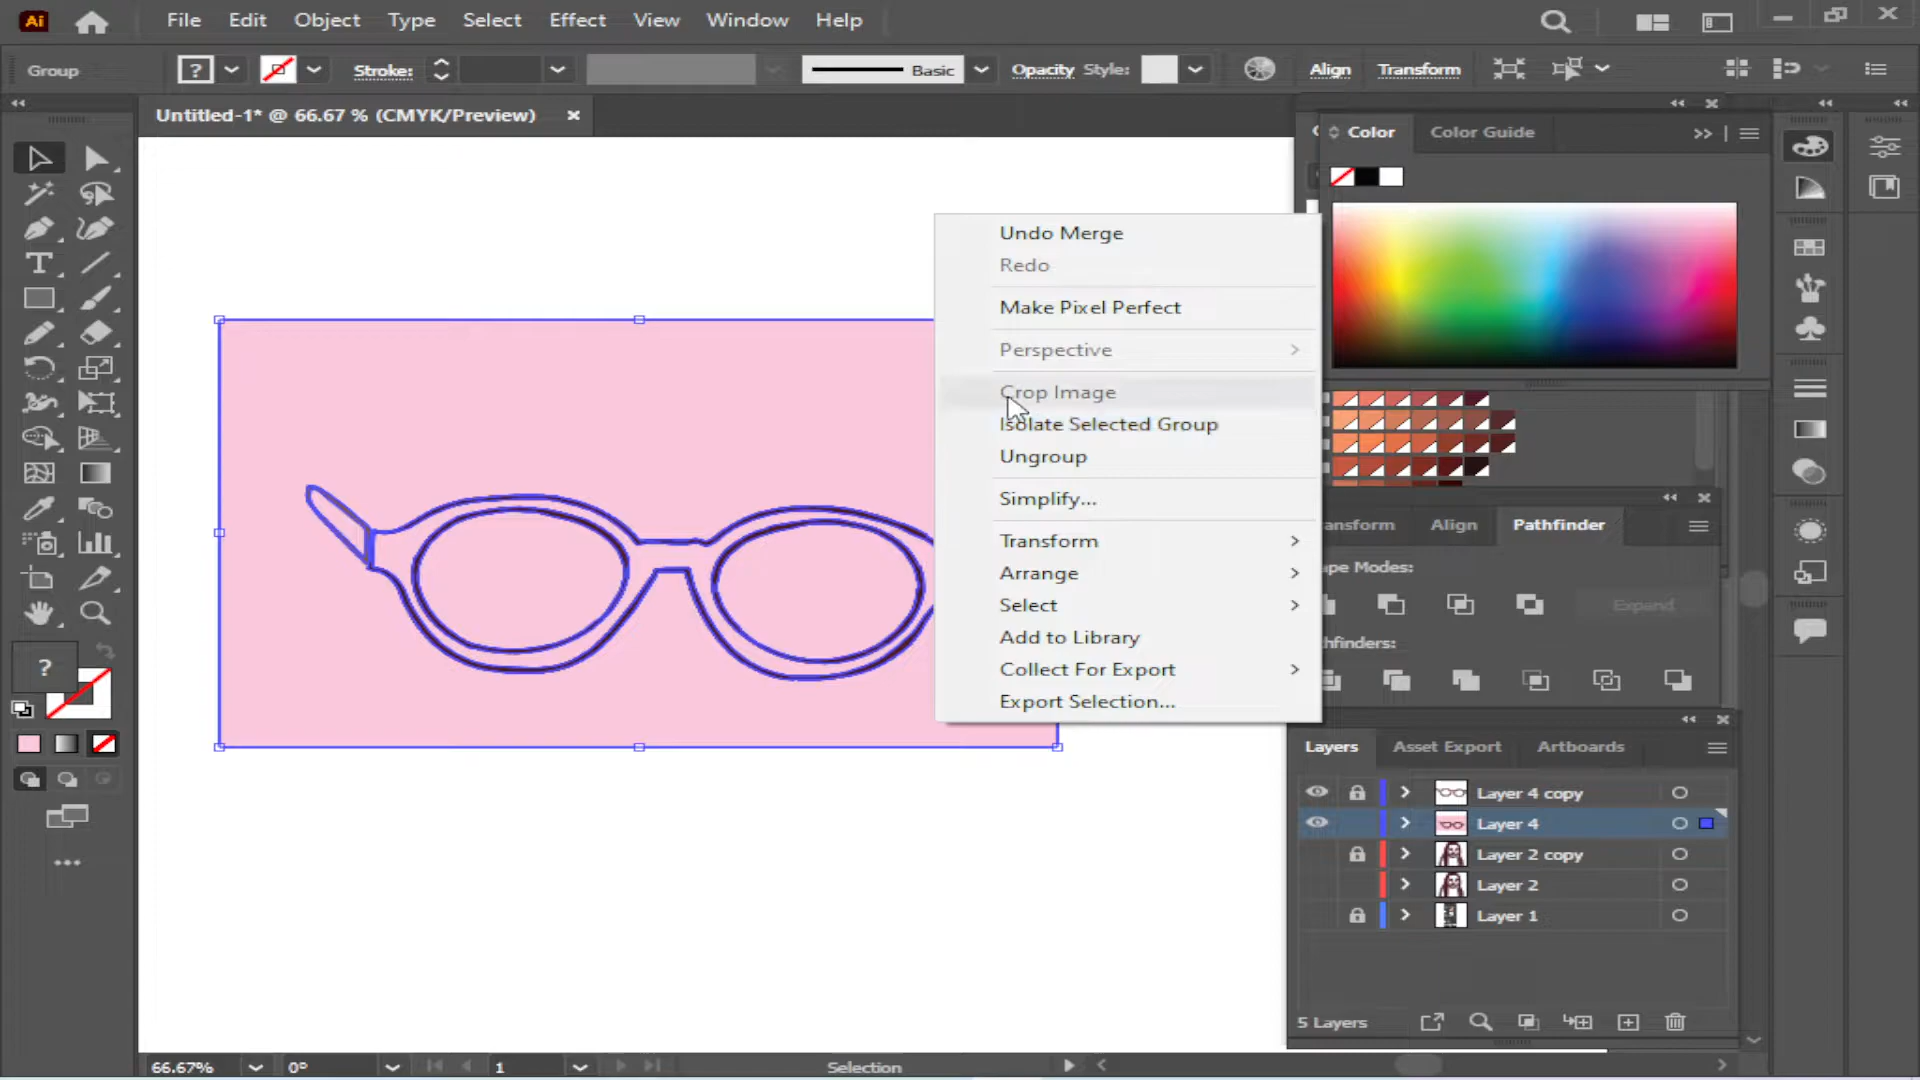 Ai File Edit Object Type Select Effect View Window Help
Group ? Stroke: Basic Opacity Style: Align Transform
Untitled-1* @ 66.67 % (CMYK/Preview)
Color Color Guide
Undo Merge
Redo
Make Pixel Perfect
Perspective
Crop Image
Isolate Selected Group
Ungroup
Simplify...
Transform
Arrange
Select
Add to Library
Collect For Export
Export Selection...
ansform Align Pathfinder
ape Modes:
Expand
hfinders:
T
?
Layers Asset Export Artboards
Layer 4 copy
Layer 4
Layer 2 copy
Layer 2
Layer 1
5 Layers
66.67% 0° 1 Selection